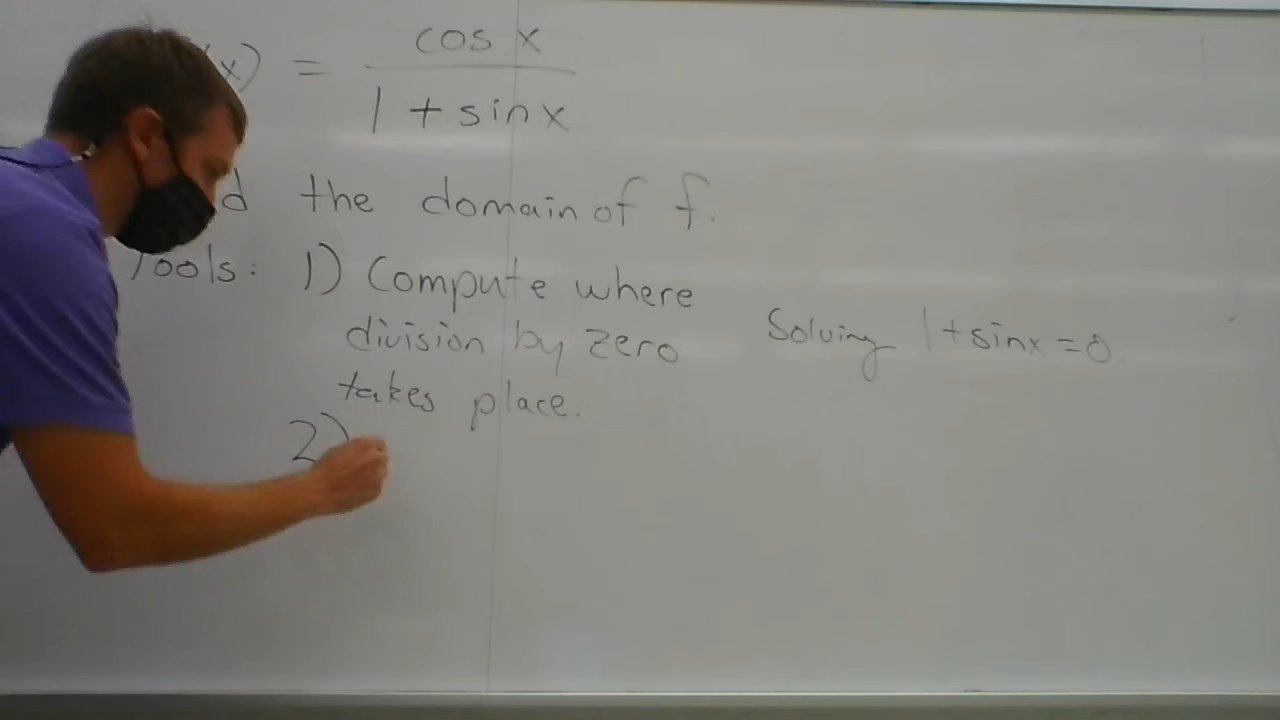 x) = cos x / 1 + sin x
d the domain of f.
Tools: 1) Compute where
division by zero
takes place.
Solving 1 + sin x = 0
2)